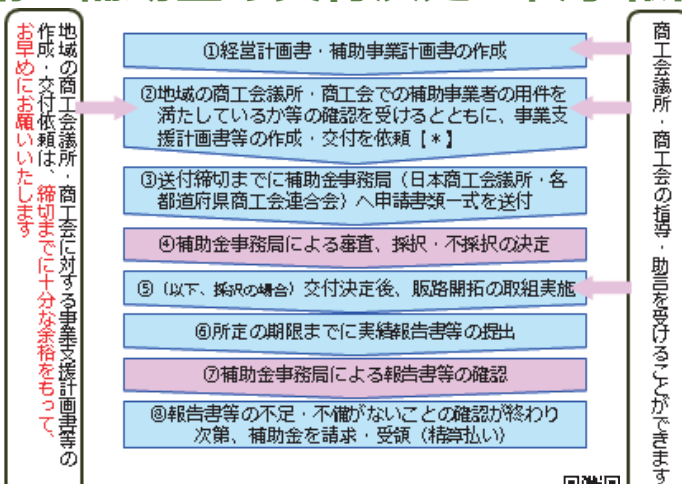 地域の商工会議所・商工会に対する事業支援計画書等の
作成・交付依頼は、締切までに十分な余裕をもって、
お早めにお願いいたします
①経営計画書・補助事業計画書の作成
②地域の商工会議所・商工会での補助事業者の用件を
満たしているか等の確認を受けるとともに、事業支
援計画書等の作成・交付を依頼【*】
③送付締切までに補助金事務局(日本商工会議所・各
都道府県商工会連合会)へ申請書類一式を送付
④補助金事務局による審査、採択・不採択の決定
⑤(以下、採択の場合)交付決定後、販路開拓の取組実施
⑥所定の期限までに実績報告書等の提出
⑦補助金事務局による報告書等の確認
⑧報告書等の不足・不備がないことの確認が終わり
次第、補助金を請求・受領(精算払い)
商工会議所・商工会の指導・助言を受けることができます